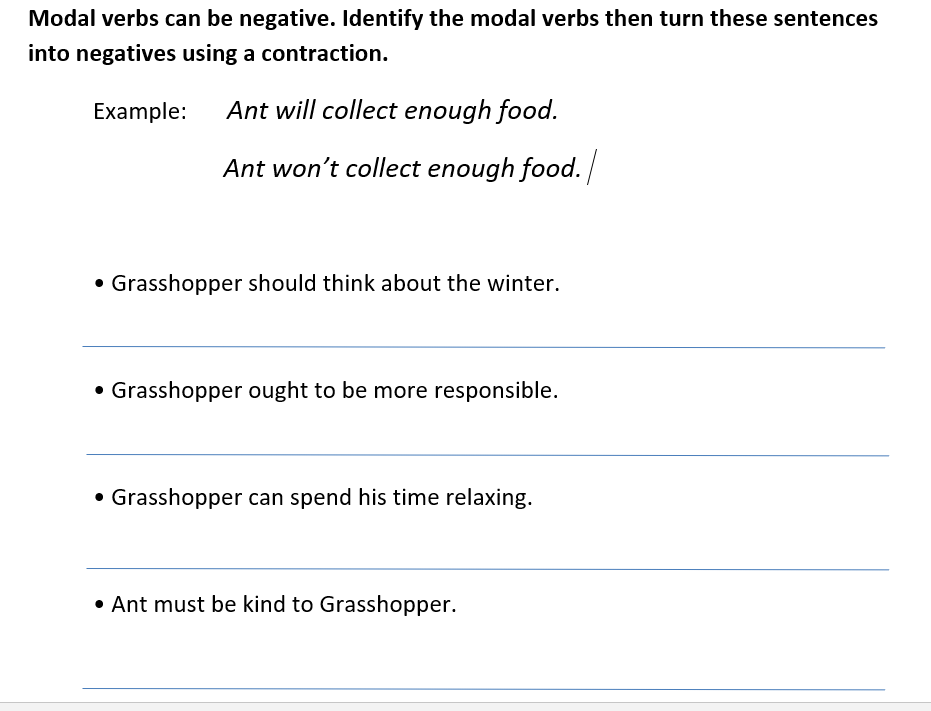 Modal verbs can be negative. Identify the modal verbs then turn these sentences
into negatives using a contraction.
Example: Ant will collect enough food.
Ant won’t collect enough food.
• Grasshopper should think about the winter.
• Grasshopper ought to be more responsible.
• Grasshopper can spend his time relaxing.
• Ant must be kind to Grasshopper.